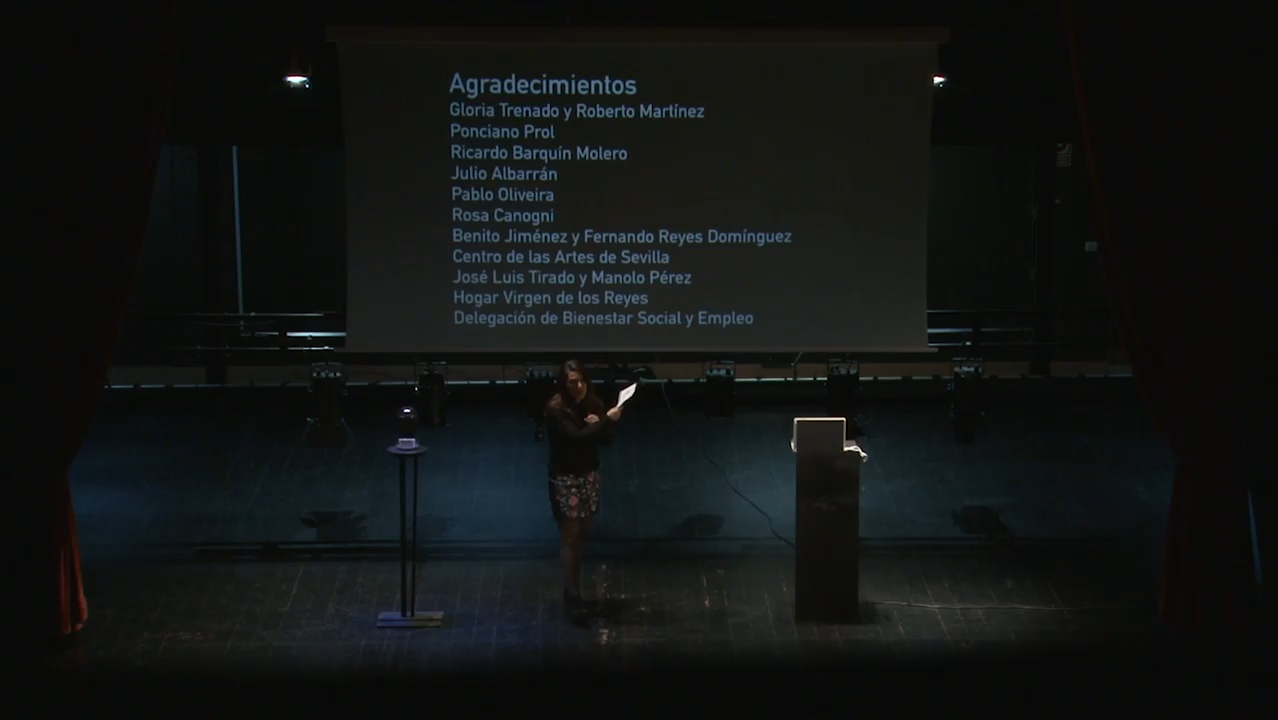 Agradecimientos
Gloria Trenado y Roberto Martínez
Ponciano Prol
Ricardo Barquín Molero
Julio Albarrán
Pablo Oliveira
Rosa Canogni
Benito Jiménez y Fernando Reyes Domínguez
Centro de las Artes de Sevilla
José Luis Tirado y Manolo Pérez
Hogar Virgen de los Reyes
Delegación de Bienestar Social y Empleo